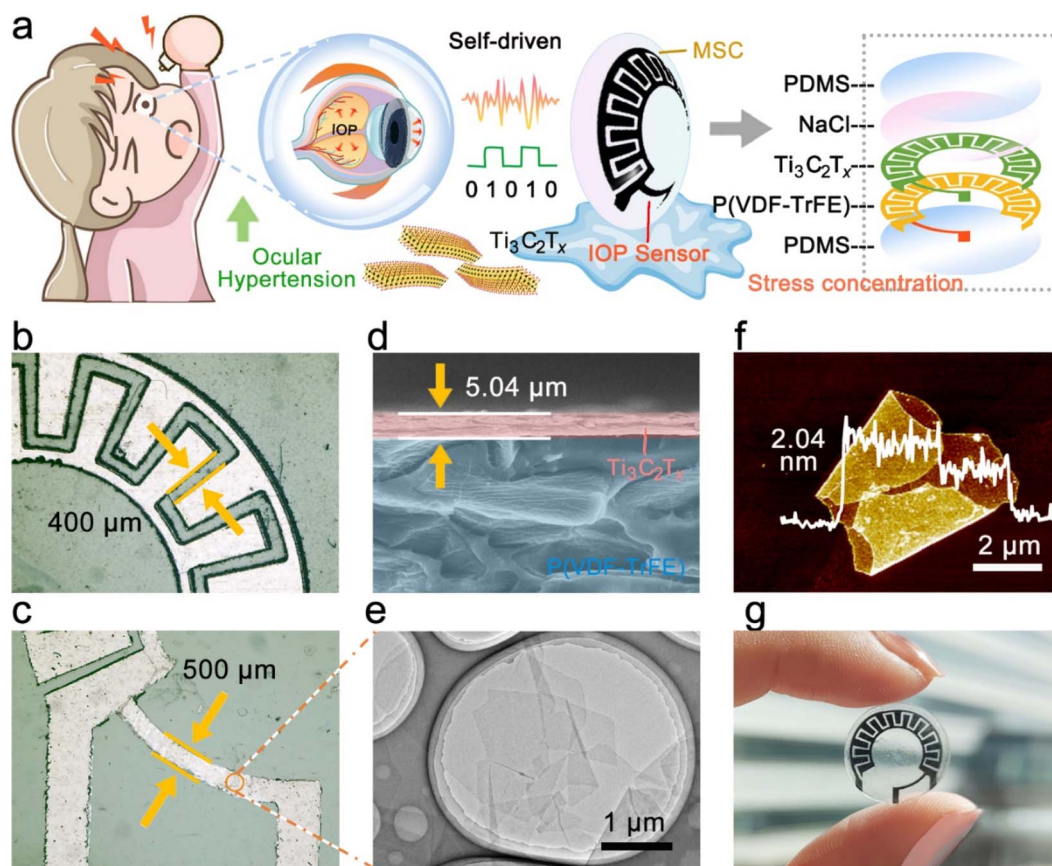 a
Self-driven
MSC
PDMS
IOP
NaCl
Ti₃C₂Tₓ
0 1 0 1 0
P(VDF-TrFE)
Ti₃C₂Tₓ
Ocular
Hypertension
IOP Sensor
PDMS
Stress concentration
b
400 µm
d
5.04 µm
Ti₃C₂Tₓ
P(VDF-TrFE)
f
2.04
nm
2 µm
c
500 µm
e
1 µm
g